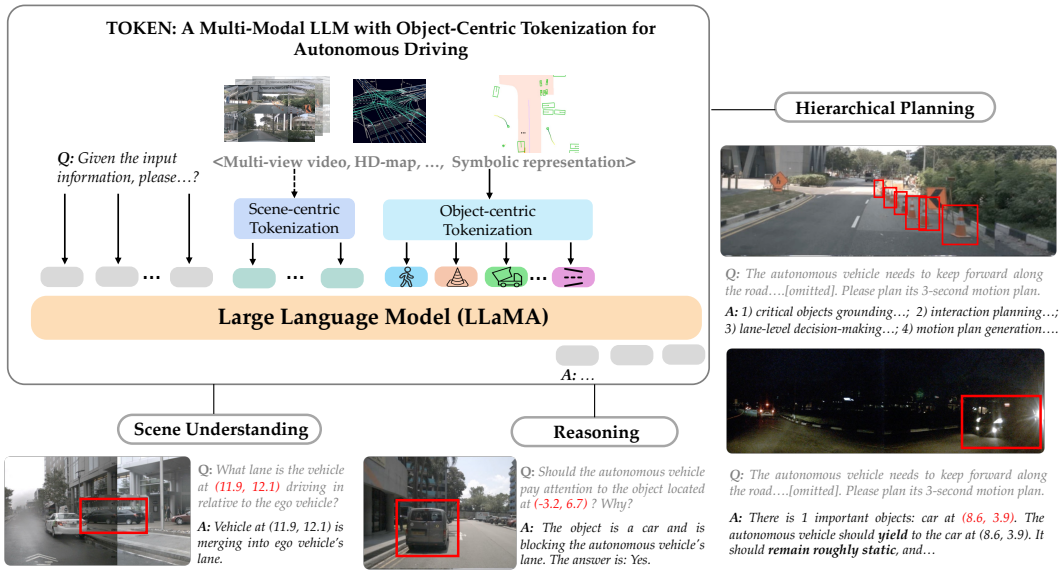 TOKEN: A Multi-Modal LLM with Object-Centric Tokenization for
Autonomous Driving
Q: Given the input
information, please…?
<Multi-view video, HD-map, …, Symbolic representation>
Scene-centric
Tokenization
Object-centric
Tokenization
...
...
...
Large Language Model (LLaMA)
A: …
Hierarchical Planning
Q: The autonomous vehicle needs to keep forward along
the road….[omitted]. Please plan its 3-second motion plan.
A: 1) critical objects grounding…; 2) interaction planning…;
3) lane-level decision-making…; 4) motion plan generation….
Q: The autonomous vehicle needs to keep forward along
the road….[omitted]. Please plan its 3-second motion plan.
A: There is 1 important objects: car at (8.6, 3.9). The
autonomous vehicle should yield to the car at (8.6, 3.9). It
should remain roughly static, and…
Scene Understanding
Q: What lane is the vehicle
at (11.9, 12.1) driving in
relative to the ego vehicle?
A: Vehicle at (11.9, 12.1) is
merging into ego vehicle's
lane.
Reasoning
Q: Should the autonomous vehicle
pay attention to the object located
at (-3.2, 6.7) ? Why?
A: The object is a car and is
blocking the autonomous vehicle's
lane. The answer is: Yes.